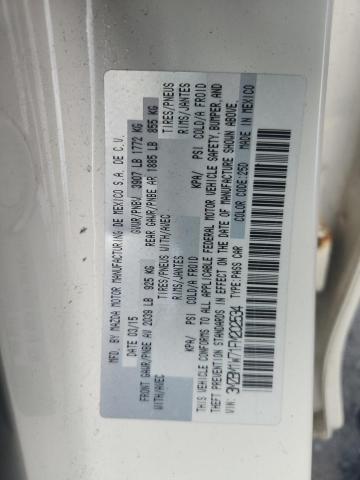 MFD. BY MAZDA MOTOR MANUFACTURING DE MEXICO S.A. DE C.V.
DATE 03/15 GVWR/PNBV 3907 LB 1772 KG
FRONT GAWR/PNBE AV 2039 LB 925 KG REAR GAWR/PNBE AR 1885 LB 855 KG
WITH/AVEC TIRES/PNEUS WITH/AVEC TIRES/PNEUS
RIMS/JANTES RIMS/JANTES
KPA/ PSI COLD/A FROID KPA/ PSI COLD/A FROID
THIS VEHICLE CONFORMS TO ALL APPLICABLE FEDERAL MOTOR VEHICLE SAFETY, BUMPER, AND
THEFT PREVENTION STANDARDS IN EFFECT ON THE DATE OF MANUFACTURE SHOWN ABOVE.
VIN: TYPE:PASS CAR COLOR CODE:25D MADE IN MEXICO